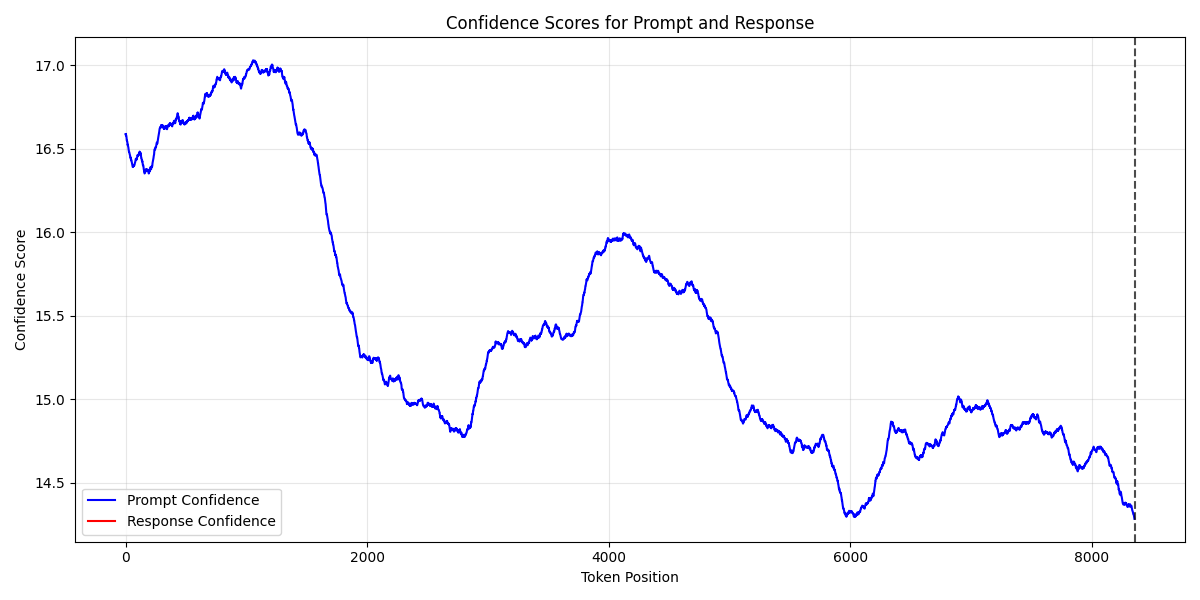 Confidence Scores for Prompt and Response
17.0
16.5
16.0
15.5
15.0
14.5
Confidence Score
Prompt Confidence
Response Confidence
0
2000
4000
6000
8000
Token Position